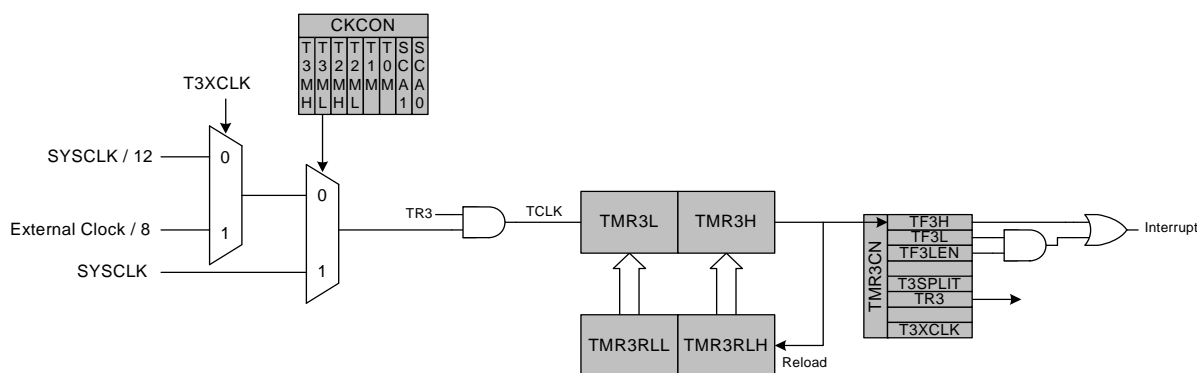 CKCON
T3MH
T3ML
T2MH
T2ML
T1M
T0M
SCA1
SCA0
T3XCLK
SYSCLK / 12
0
External Clock / 8
1
SYSCLK
0
1
TR3
TCLK
TMR3L
TMR3H
TMR3RLL
TMR3RLH
Reload
TMR3CN
TF3H
TF3L
TF3LEN
T3SPLIT
TR3
T3XCLK
Interrupt